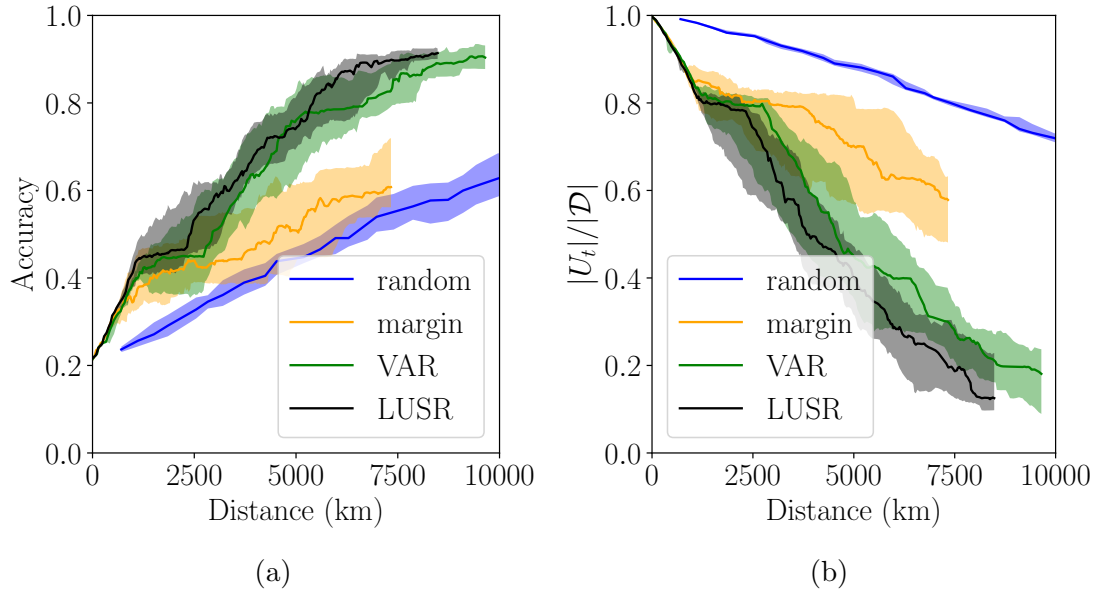 1.0
0.8
0.6
0.4
0.2
0.0
Accuracy
0
2500
5000
7500
10000
Distance (km)
random
margin
VAR
LUSR
(a)
1.0
0.8
0.6
0.4
0.2
0.0
|U_t|/|𝒟|
0
2500
5000
7500
10000
Distance (km)
random
margin
VAR
LUSR
(b)